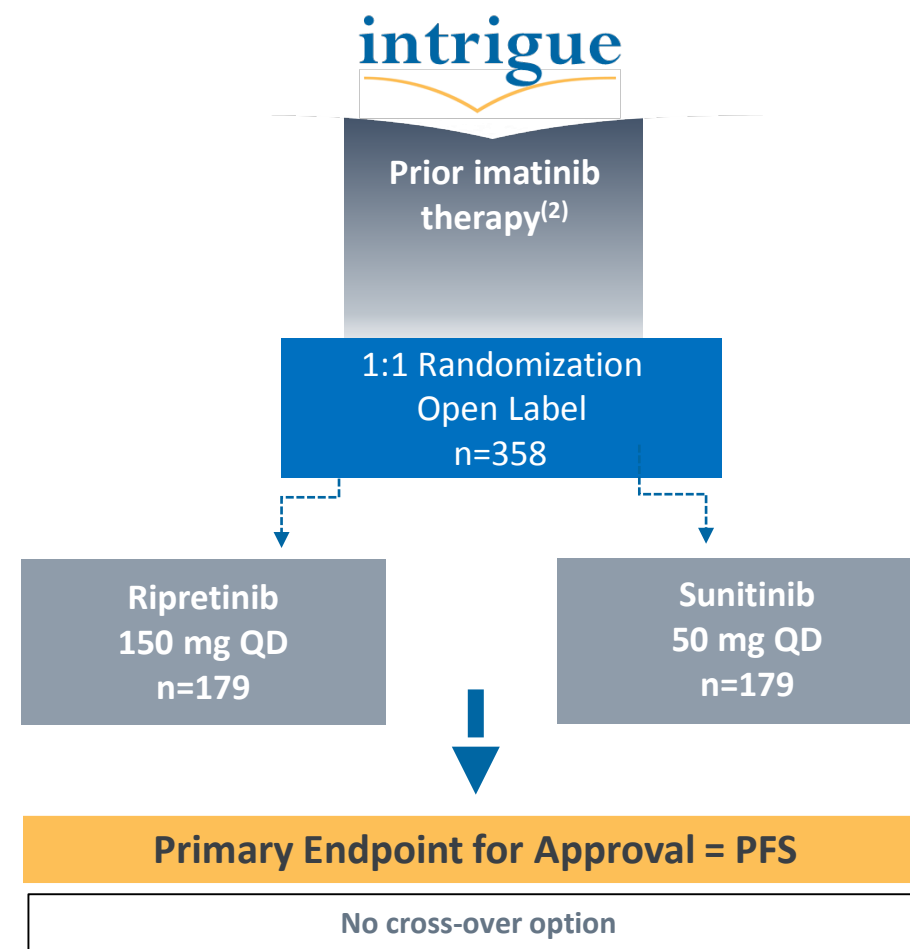 intrigue
Prior imatinib
therapy(2)
1:1 Randomization
Open Label
n=358
Ripretinib
150 mg QD
n=179
Sunitinib
50 mg QD
n=179
Primary Endpoint for Approval = PFS
No cross-over option